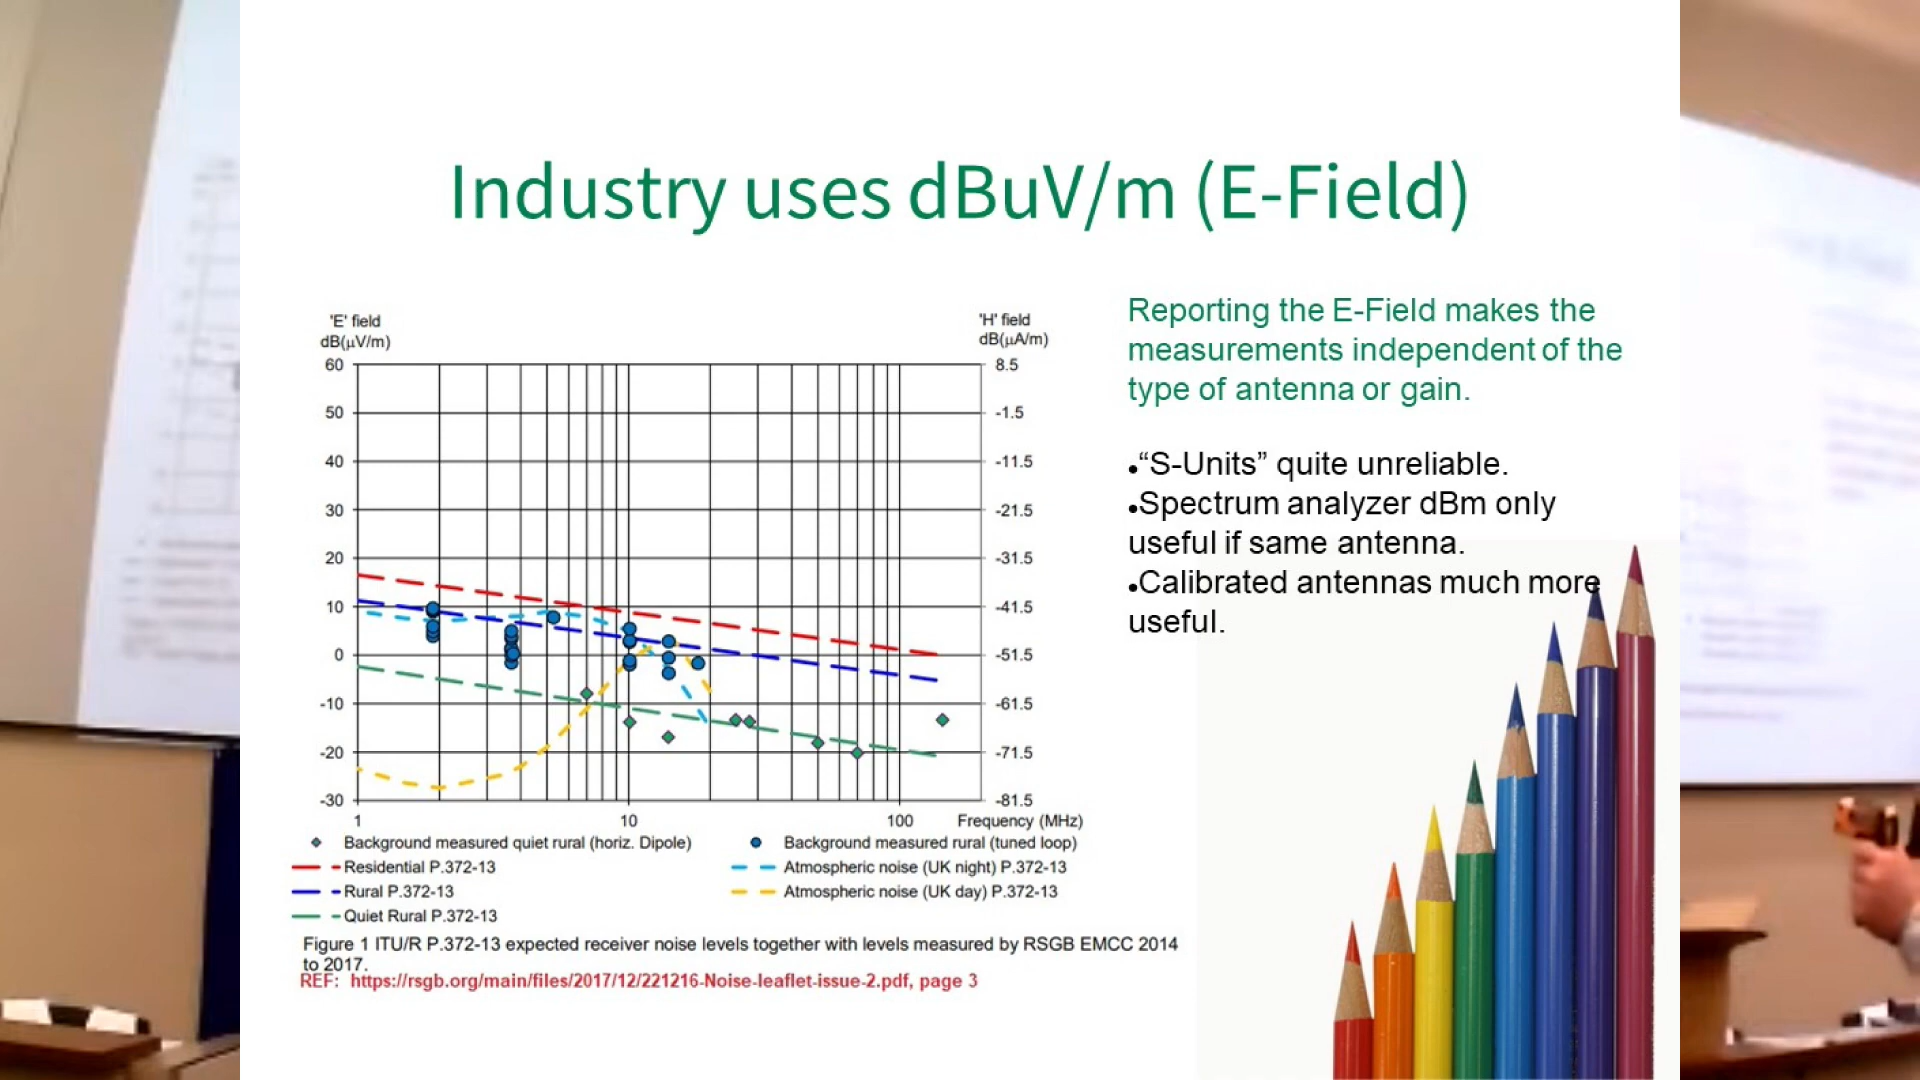 Industry uses dBuV/m (E-Field)
'E' field
dB(μV/m)
'H' field
dB(μA/m)
60
50
40
30
20
10
0
-10
-20
-30
8.5
-1.5
-11.5
-21.5
-31.5
-41.5
-51.5
-61.5
-71.5
-81.5
1
10
100
Frequency (MHz)
Background measured quiet rural (horiz. Dipole)
Background measured rural (tuned loop)
Residential P.372-13
Atmospheric noise (UK night) P.372-13
Rural P.372-13
Atmospheric noise (UK day) P.372-13
Quiet Rural P.372-13
Figure 1 ITU/R P.372-13 expected receiver noise levels together with levels measured by RSGB EMCC 2014
to 2017.
REF: https://rsgb.org/main/files/2017/12/221216-Noise-leaflet-issue-2.pdf, page 3
Reporting the E-Field makes the
measurements independent of the
type of antenna or gain.
•“S-Units” quite unreliable.
•Spectrum analyzer dBm only
useful if same antenna.
•Calibrated antennas much more
useful.